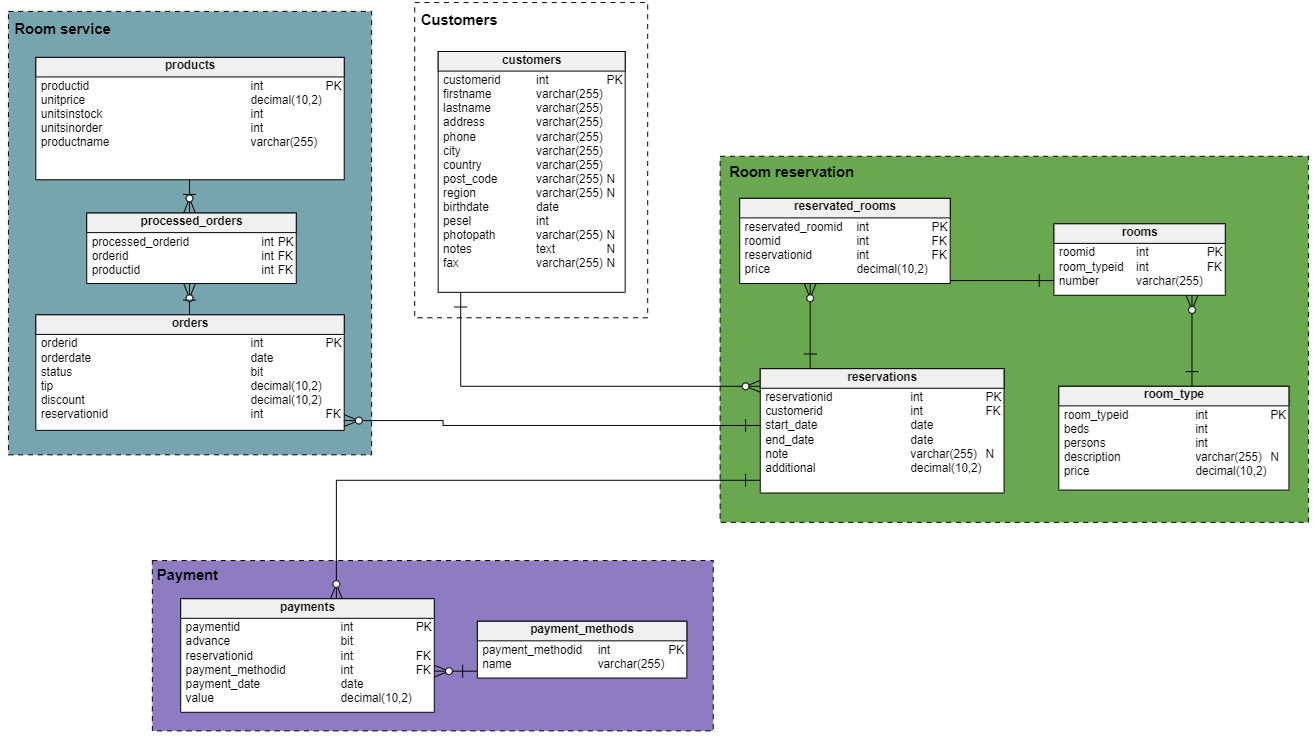 Room service
products
productid int PK
unitprice decimal(10,2)
unitsinstock int
unitsinorder int
productname varchar(255)
processed_orders
processed_orderid int PK
orderid int FK
productid int FK
orders
orderid int PK
orderdate date
status bit
tip decimal(10,2)
discount decimal(10,2)
reservationid int FK
Customers
customers
customerid int PK
firstname varchar(255)
lastname varchar(255)
address varchar(255)
phone varchar(255)
city varchar(255)
country varchar(255)
post_code varchar(255) N
region varchar(255) N
birthdate date
pesel int
photopath varchar(255) N
notes text N
fax varchar(255) N
Room reservation
reservated_rooms
reservated_roomid int PK
roomid int FK
reservationid int FK
price decimal(10,2)
rooms
roomid int PK
room_typeid int FK
number varchar(255)
reservations
reservationid int PK
customerid int FK
start_date date
end_date date
note varchar(255) N
additional decimal(10,2)
room_type
room_typeid int PK
beds int
persons int
description varchar(255) N
price decimal(10,2)
Payment
payments
paymentid int PK
advance bit
reservationid int FK
payment_methodid int FK
payment_date date
value decimal(10,2)
payment_methods
payment_methodid int PK
name varchar(255)